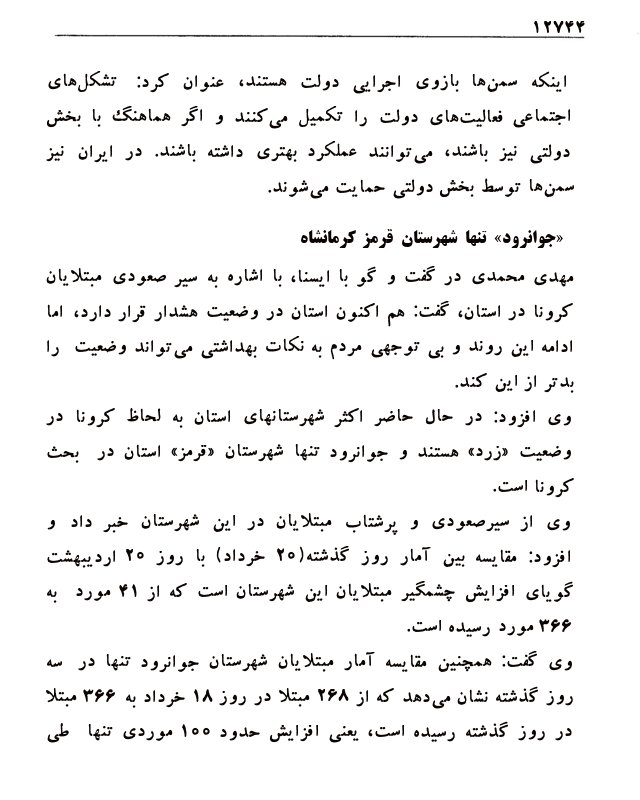 ۱۲۷۴۴
اینکه سمن‌ها بازوی اجرایی دولت هستند، عنوان کرد: تشکل‌های
اجتماعی فعالیت‌های دولت را تکمیل می‌کنند و اگر هماهنگ با بخش
دولتی نیز باشند، می‌توانند عملکرد بهتری داشته باشند. در ایران نیز
سمن‌ها توسط بخش دولتی حمایت می‌شوند.
«جوانرود» تنها شهرستان قرمز کرمانشاه
مهدی محمدی در گفت و گو با ایسنا، با اشاره به سیر صعودی مبتلایان
کرونا در استان، گفت: هم اکنون استان در وضعیت هشدار قرار دارد، اما
ادامه این روند و بی توجهی مردم به نکات بهداشتی می‌تواند وضعیت را
بدتر از این کند.
وی افزود: در حال حاضر اکثر شهرستانهای استان به لحاظ کرونا در
وضعیت «زرد» هستند و جوانرود تنها شهرستان «قرمز» استان در بحث
کرونا است.
وی از سیرصعودی و پرشتاب مبتلایان در این شهرستان خبر داد و
افزود: مقایسه بین آمار روز گذشته(۲۰ خرداد) با روز ۲۰ اردیبهشت
گویای افزایش چشمگیر مبتلایان این شهرستان است که از ۴۱ مورد به
۳۶۶ مورد رسیده است.
وی گفت: همچنین مقایسه آمار مبتلایان شهرستان جوانرود تنها در سه
روز گذشته نشان می‌دهد که از ۲۶۸ مبتلا در روز ۱۸ خرداد به ۳۶۶ مبتلا
در روز گذشته رسیده است، یعنی افزایش حدود ۱۰۰ موردی تنها طی